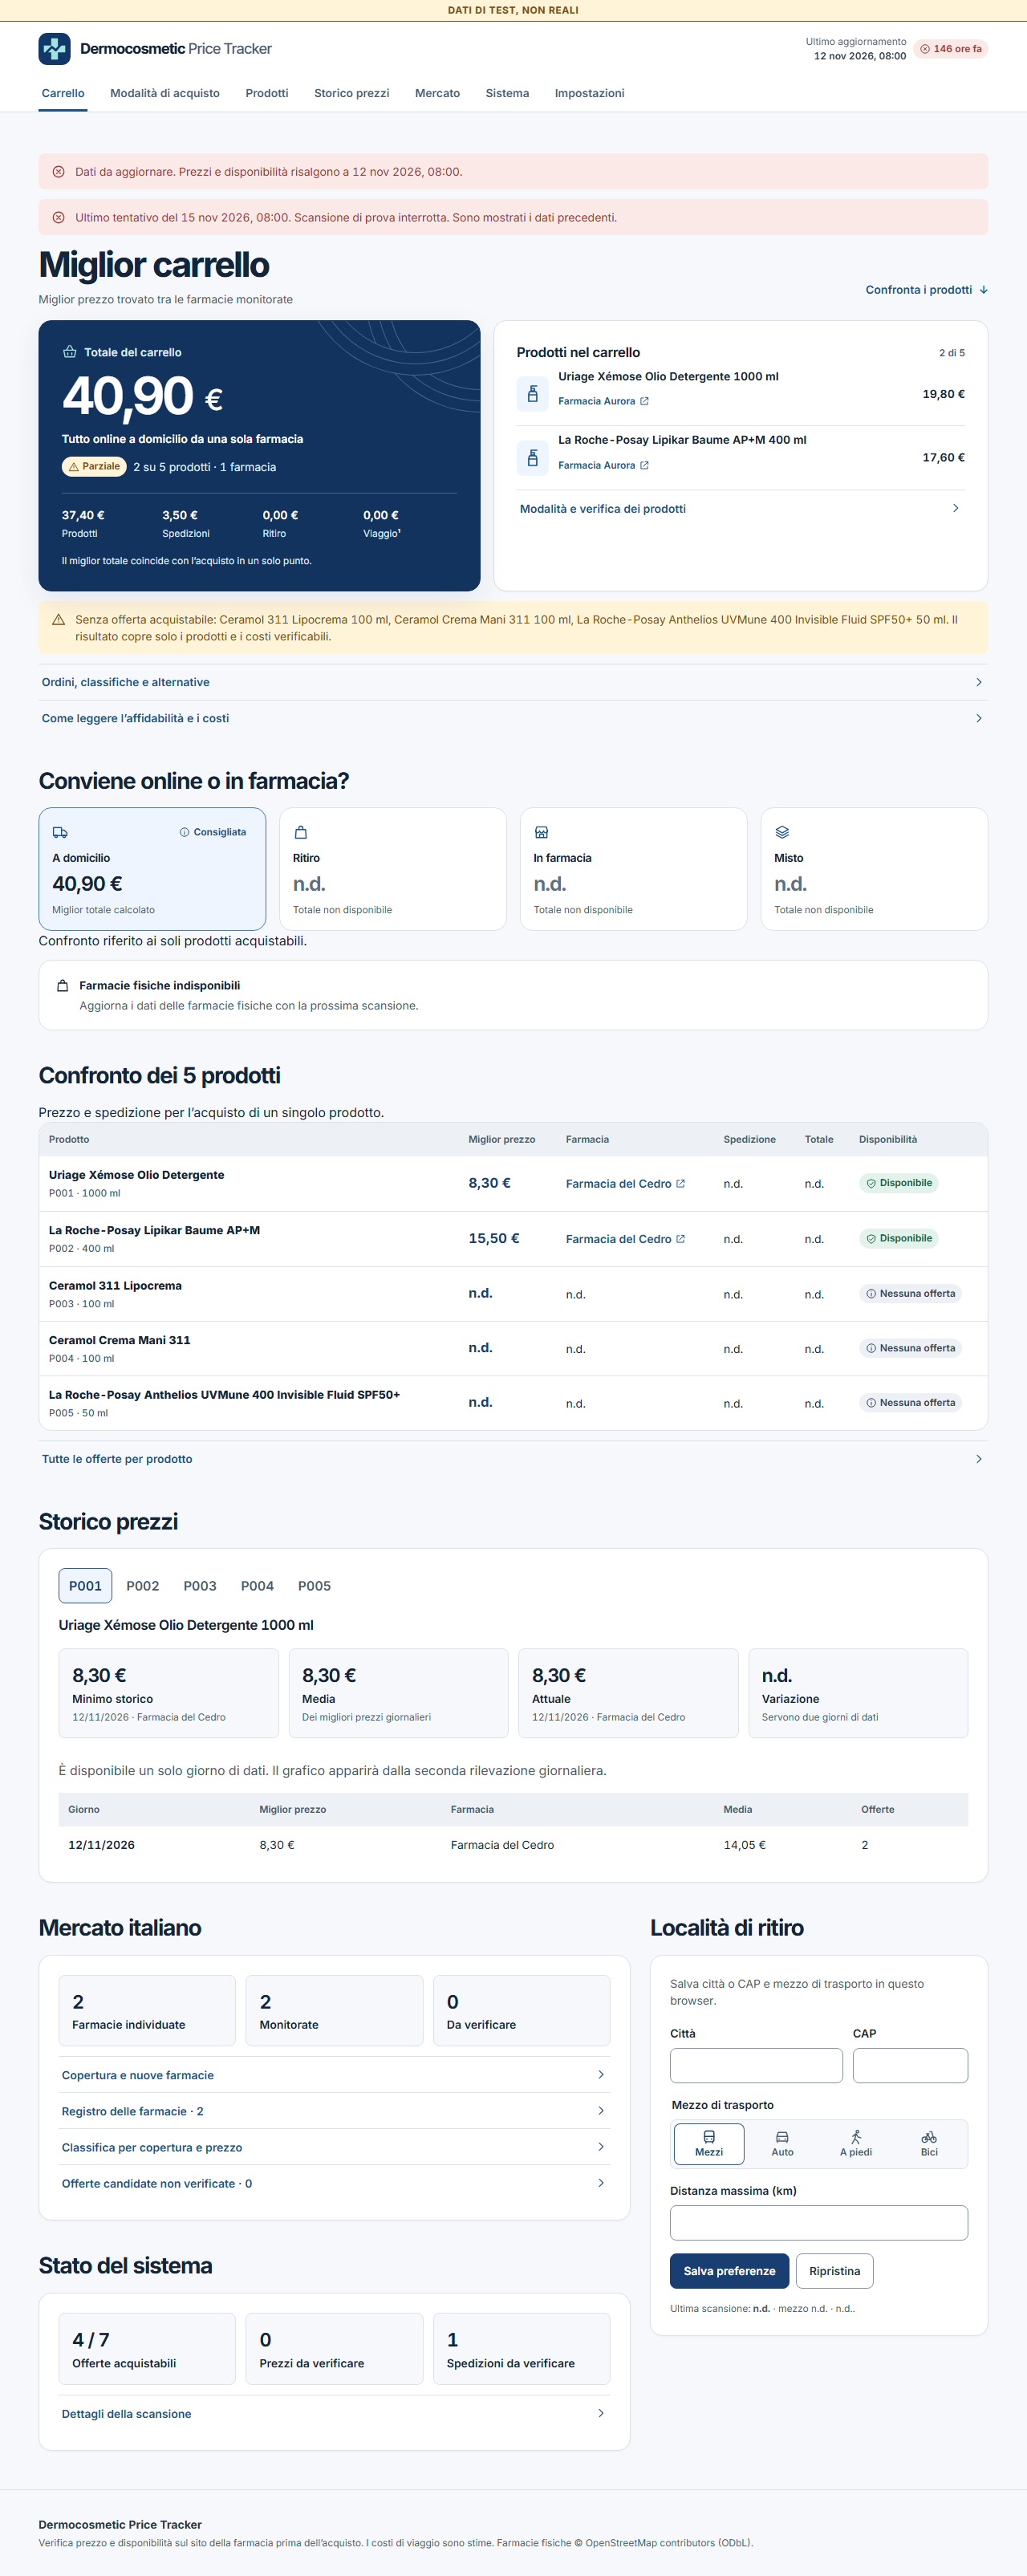 DATI DI TEST, NON REALI
Dermocosmetic Price Tracker
Ultimo aggiornamento
12 nov 2026, 08:00
146 ore fa
Carrello
Modalità di acquisto
Prodotti
Storico prezzi
Mercato
Sistema
Impostazioni
Dati da aggiornare. Prezzi e disponibilità risalgono a 12 nov 2026, 08:00.
Ultimo tentativo del 15 nov 2026, 08:00. Scansione di prova interrotta. Sono mostrati i dati precedenti.
Miglior carrello
Miglior prezzo trovato tra le farmacie monitorate
Confronta i prodotti
Totale del carrello
40,90 €
Tutto online a domicilio da una sola farmacia
Parziale
2 su 5 prodotti · 1 farmacia
37,40 €
Prodotti
3,50 €
Spedizioni
0,00 €
Ritiro
0,00 €
Viaggio¹
Il miglior totale coincide con l’acquisto in un solo punto.
Prodotti nel carrello
2 di 5
Uriage Xémose Olio Detergente 1000 ml
Farmacia Aurora
19,80 €
La Roche-Posay Lipikar Baume AP+M 400 ml
Farmacia Aurora
17,60 €
Modalità e verifica dei prodotti
Senza offerta acquistabile: Ceramol 311 Lipocrema 100 ml, Ceramol Crema Mani 311 100 ml, La Roche-Posay Anthelios UVMune 400 Invisible Fluid SPF50+ 50 ml. Il
risultato copre solo i prodotti e i costi verificabili.
Ordini, classifiche e alternative
Come leggere l’affidabilità e i costi
Conviene online o in farmacia?
Consigliata
A domicilio
40,90 €
Miglior totale calcolato
Ritiro
n.d.
Totale non disponibile
In farmacia
n.d.
Totale non disponibile
Misto
n.d.
Totale non disponibile
Confronto riferito ai soli prodotti acquistabili.
Farmacie fisiche indisponibili
Aggiorna i dati delle farmacie fisiche con la prossima scansione.
Confronto dei 5 prodotti
Prezzo e spedizione per l’acquisto di un singolo prodotto.
Prodotto Miglior prezzo Farmacia Spedizione Totale Disponibilità
Uriage Xémose Olio Detergente
P001 · 1000 ml
8,30 € Farmacia del Cedro n.d. n.d. Disponibile
La Roche-Posay Lipikar Baume AP+M
P002 · 400 ml
15,50 € Farmacia del Cedro n.d. n.d. Disponibile
Ceramol 311 Lipocrema
P003 · 100 ml
n.d. n.d. n.d. n.d. Nessuna offerta
Ceramol Crema Mani 311
P004 · 100 ml
n.d. n.d. n.d. n.d. Nessuna offerta
La Roche-Posay Anthelios UVMune 400 Invisible Fluid SPF50+
P005 · 50 ml
n.d. n.d. n.d. n.d. Nessuna offerta
Tutte le offerte per prodotto
Storico prezzi
P001 P002 P003 P004 P005
Uriage Xémose Olio Detergente 1000 ml
8,30 €
Minimo storico
12/11/2026 · Farmacia del Cedro
8,30 €
Media
Dei migliori prezzi giornalieri
8,30 €
Attuale
12/11/2026 · Farmacia del Cedro
n.d.
Variazione
Servono due giorni di dati
È disponibile un solo giorno di dati. Il grafico apparirà dalla seconda rilevazione giornaliera.
Giorno Miglior prezzo Farmacia Media Offerte
12/11/2026 8,30 € Farmacia del Cedro 14,05 € 2
Mercato italiano
2
Farmacie individuate
2
Monitorate
0
Da verificare
Copertura e nuove farmacie
Registro delle farmacie · 2
Classifica per copertura e prezzo
Offerte candidate non verificate · 0
Stato del sistema
4 / 7
Offerte acquistabili
0
Prezzi da verificare
1
Spedizioni da verificare
Dettagli della scansione
Località di ritiro
Salva città o CAP e mezzo di trasporto in questo
browser.
Città
CAP
Mezzo di trasporto
Mezzi
Auto
A piedi
Bici
Distanza massima (km)
Salva preferenze
Ripristina
Ultima scansione: n.d. · mezzo n.d. · n.d..
Dermocosmetic Price Tracker
Verifica prezzo e disponibilità sul sito della farmacia prima dell’acquisto. I costi di viaggio sono stime. Farmacie fisiche © OpenStreetMap contributors (ODbL).